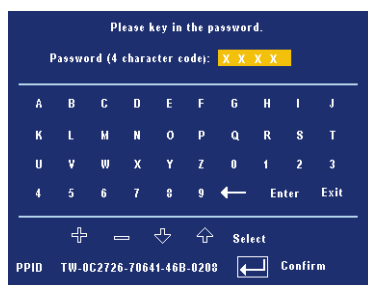 Please key in the password.
Password (4 character code): X X X X
A B C D E F G H I J
K L M N O P Q R S T
U V W X Y Z 0 1 2 3
4 5 6 7 8 9 ← Enter Exit
Select
PPID TW-0C2726-70641-46B-0208 Confirm